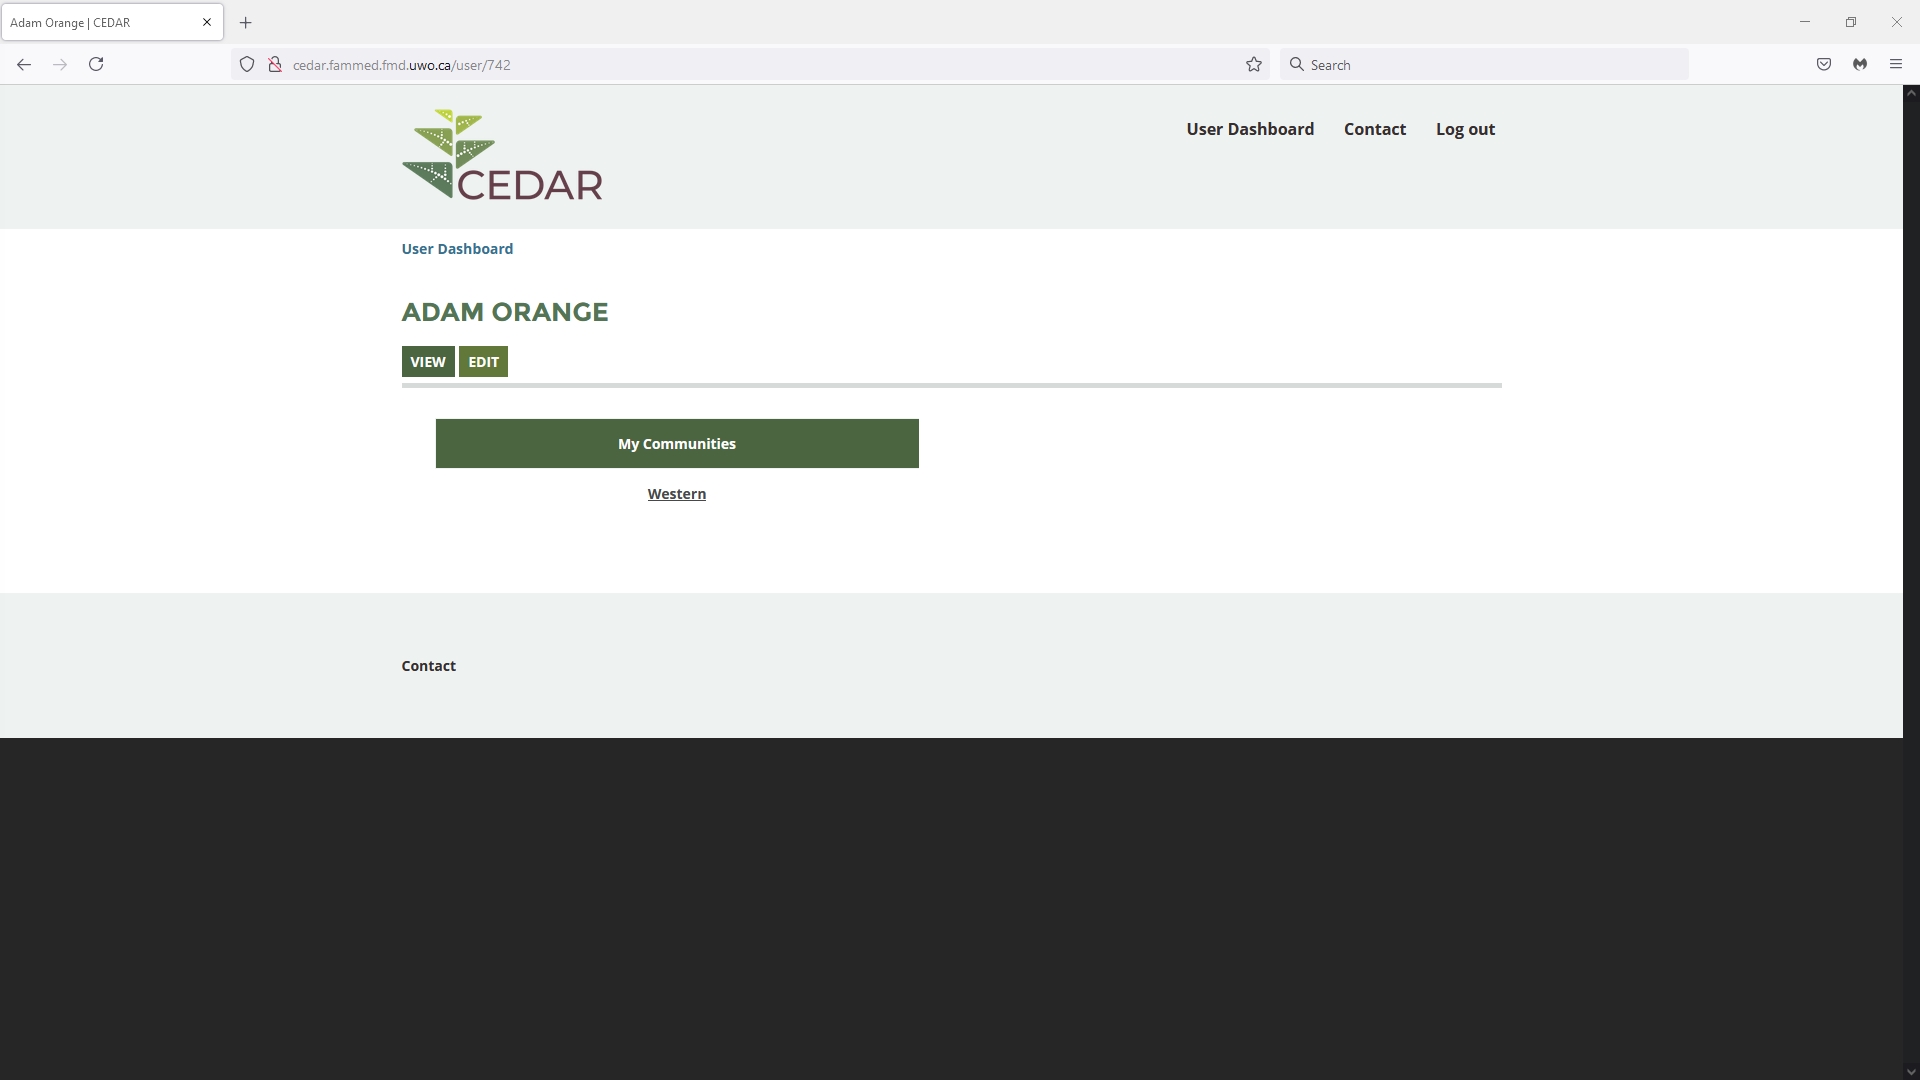 Adam Orange | CEDAR
cedar.fammed.fmd.uwo.ca/user/742
Search
CEDAR
User Dashboard
Contact
Log out
User Dashboard
ADAM ORANGE
VIEW
EDIT
My Communities
Western
Contact